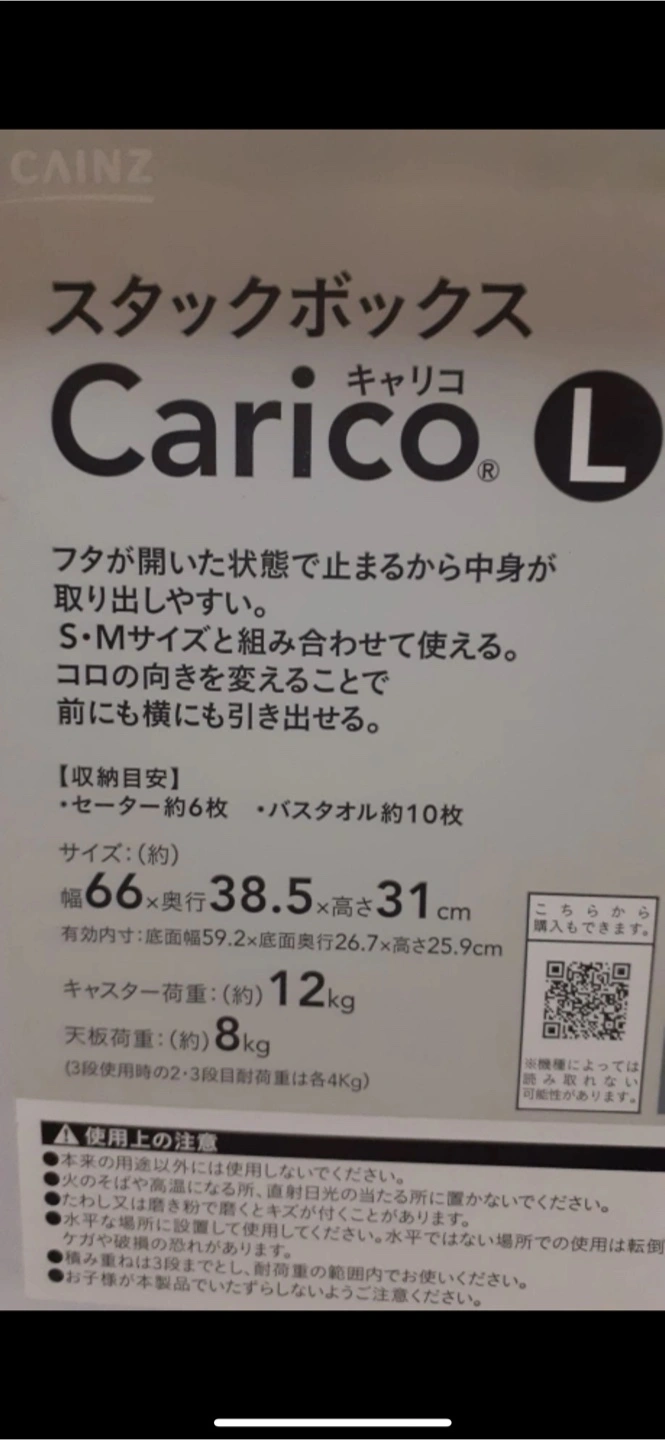 CAINZ
スタックボックス
キャリコ
Carico® L
フタが開いた状態で止まるから中身が
取り出しやすい。
S・Mサイズと組み合わせて使える。
コロの向きを変えることで
前にも横にも引き出せる。
【収納目安】
・セーター約6枚 ・バスタオル約10枚
サイズ：(約)
幅66×奥行38.5×高さ31cm
有効内寸：底面幅59.2×底面奥行26.7×高さ25.9cm
キャスター荷重：(約)12kg
天板荷重：(約)8kg
(3段使用時の2・3段目耐荷重は各4Kg)
こちらから
購入もできます。
※機種によっては
読み取れない
可能性があります。
⚠使用上の注意
●本来の用途以外には使用しないでください。
●火のそばや高温になる所、直射日光の当たる所に置かないでください。
●たわし又は磨き粉で磨くとキズが付くことがあります。
●水平な場所に設置して使用してください。水平ではない場所での使用は転倒
ケガや破損の恐れがあります。
●積み重ねは3段までとし、耐荷重の範囲内でお使いください。
●お子様が本製品でいたずらしないようご注意ください。